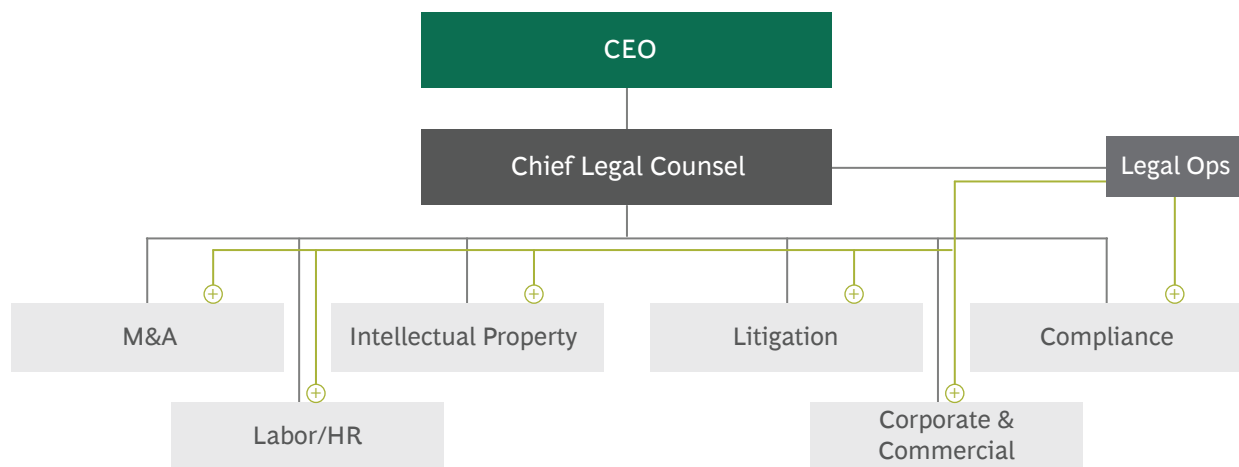 CEO
Chief Legal Counsel
Legal Ops
M&A
Intellectual Property
Litigation
Compliance
Labor/HR
Corporate &
Commercial